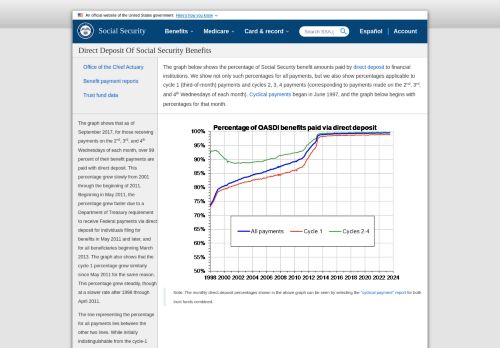 An official website of the United States government Here's how you know
Social Security
Benefits
Medicare
Card & record
Search SSA.g
Español
Account
Direct Deposit Of Social Security Benefits
Office of the Chief Actuary
Benefit payment reports
Trust fund data
The graph below shows the percentage of Social Security benefit amounts paid by direct deposit to financial
institutions. We show not only such percentages for all payments, but we also show percentages applicable to
cycle 1 (third-of-month) payments and cycles 2, 3, 4 payments (corresponding to payments made on the 2nd, 3rd,
and 4th Wednesdays of each month). Cyclical payments began in June 1997, and the graph below begins with
percentages for that month.
The graph shows that as of
September 2017, for those receiving
payments on the 2nd, 3rd, and 4th
Wednesdays of each month, over 99
percent of their benefit payments are
paid with direct deposit. This
percentage grew slowly from 2001
through the beginning of 2011.
Beginning in May 2011, the
percentage grew faster due to a
Department of Treasury requirement
to receive Federal payments via direct
deposit for individuals filing for
benefits in May 2011 and later, and
for all beneficiaries beginning March
2013. The graph also shows that the
cycle 1 percentage grew similarly
since May 2011 for the same reason.
This percentage grew steadily, though
at a slower rate after 1998 through
April 2011.
The line representing the percentage
for all payments lies between the
other two lines. While initially
indistinguishable from the cycle-1
Percentage of OASDI benefits paid via direct deposit
100%
95%
90%
85%
80%
75%
70%
65%
60%
55%
50%
All payments
Cycle 1
Cycles 2-4
1998 2000 2002 2004 2006 2008 2010 2012 2014 2016 2018 2020 2022 2024
Note: The monthly direct deposit percentages shown in the above graph can be seen by selecting the "cyclical payment" report for both
trust funds combined.